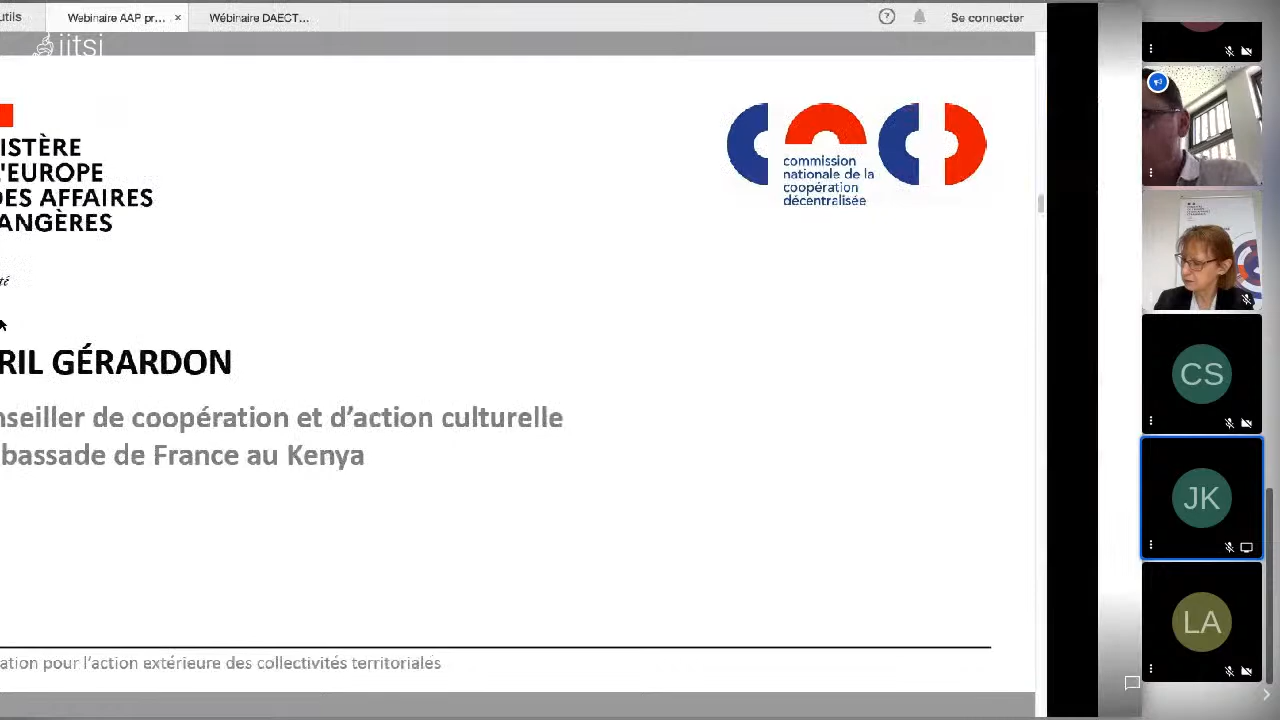 utils
Webinaire AAP pr... ×
Wébinaire DAECT...
?
Se connecter
jitsi
ISTÈRE
L'EUROPE
DES AFFAIRES
ANGÈRES
té
commission
nationale de la
coopération
décentralisée
RIL GÉRARDON
nseiller de coopération et d'action culturelle
bassade de France au Kenya
ation pour l'action extérieure des collectivités territoriales
CS
JK
LA